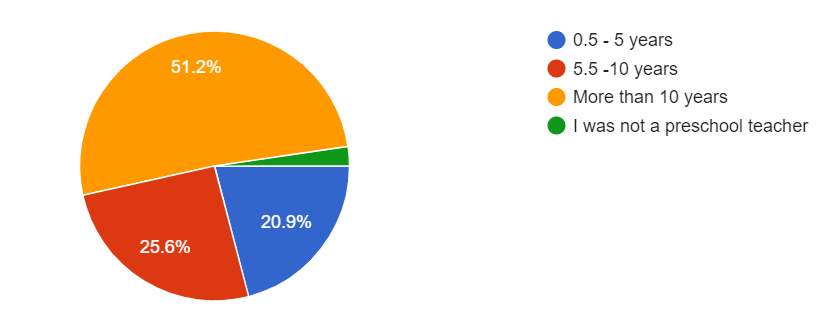 51.2%
25.6%
20.9%
0.5 - 5 years
5.5 -10 years
More than 10 years
I was not a preschool teacher